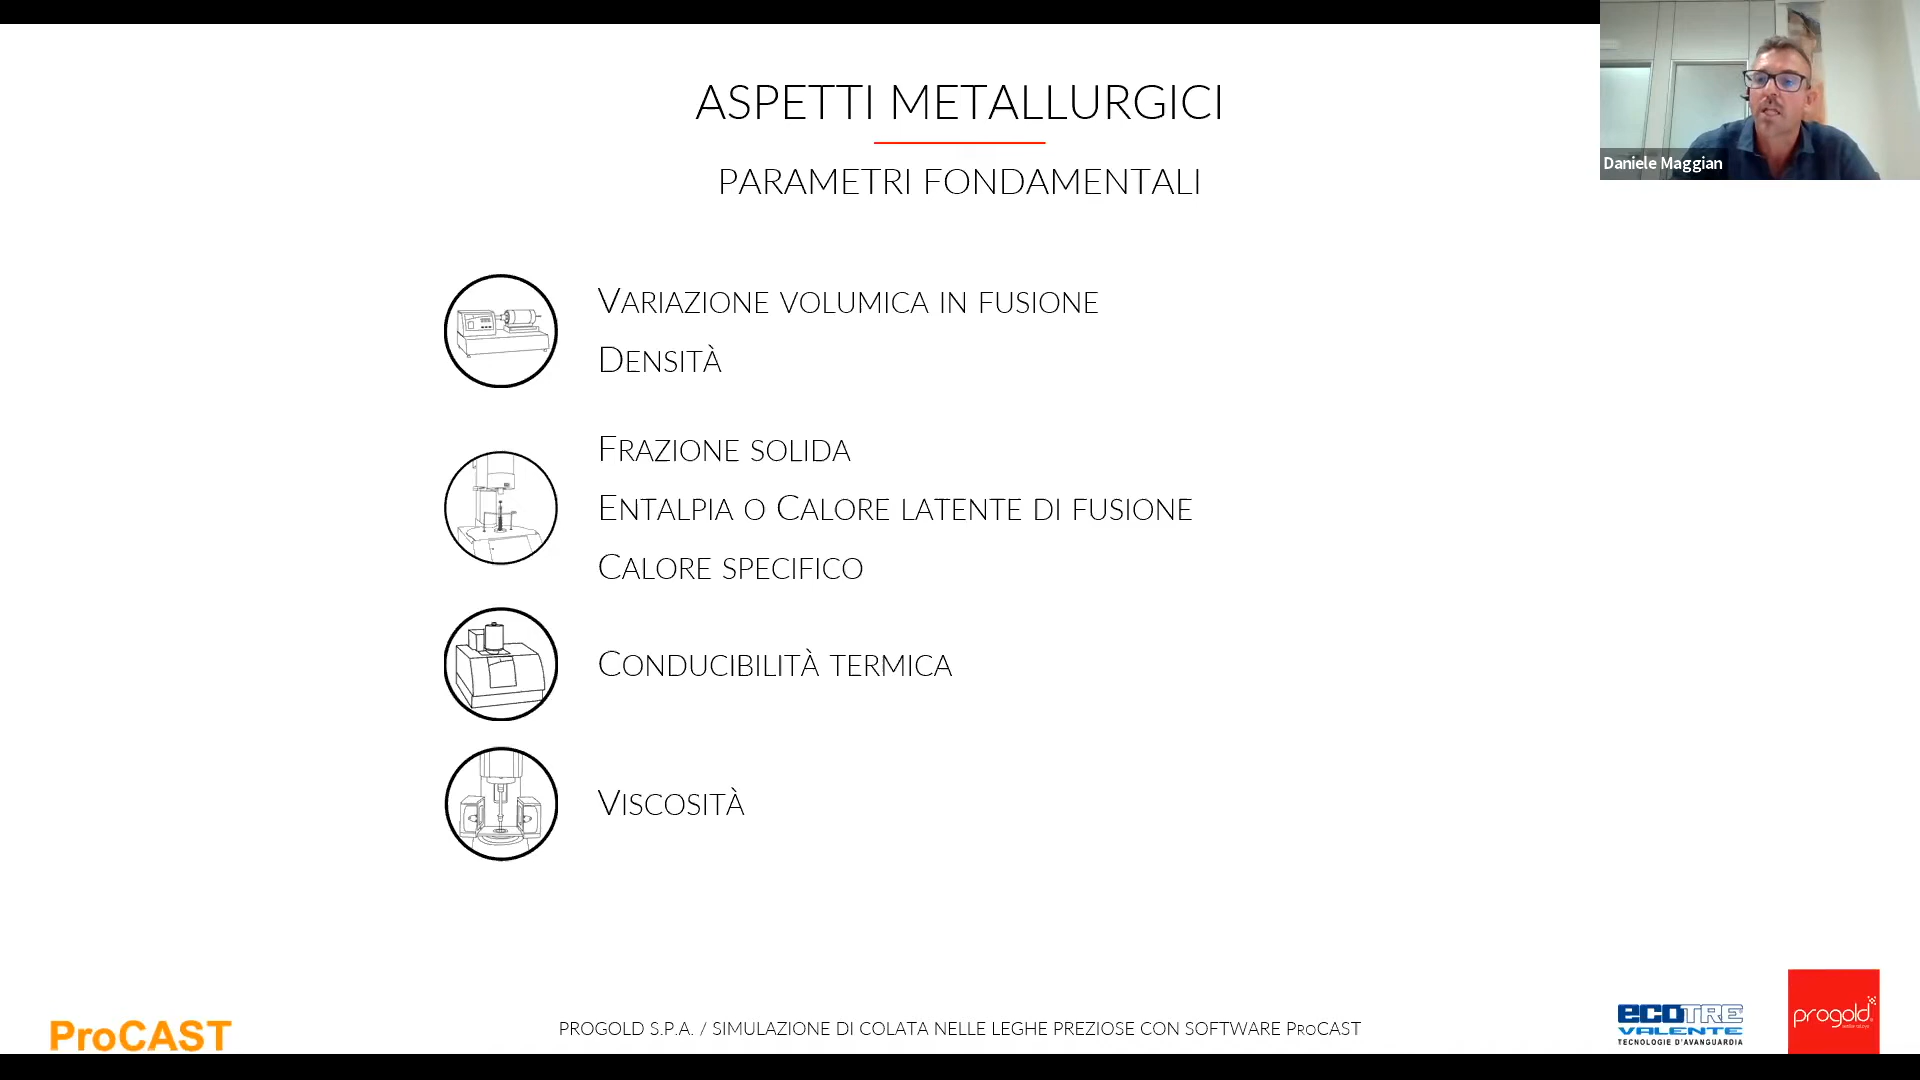 ASPETTI METALLURGICI
PARAMETRI FONDAMENTALI
Daniele Maggian
VARIAZIONE VOLUMICA IN FUSIONE
DENSITÀ
FRAZIONE SOLIDA
ENTALPIA O CALORE LATENTE DI FUSIONE
CALORE SPECIFICO
CONDUCIBILITÀ TERMICA
VISCOSITÀ
ProCAST
PROGOLD S.P.A. / SIMULAZIONE DI COLATA NELLE LEGHE PREZIOSE CON SOFTWARE PROCAST
ECOTRE
VALENTE
TECNOLOGIE D'AVANGUARDIA
progold